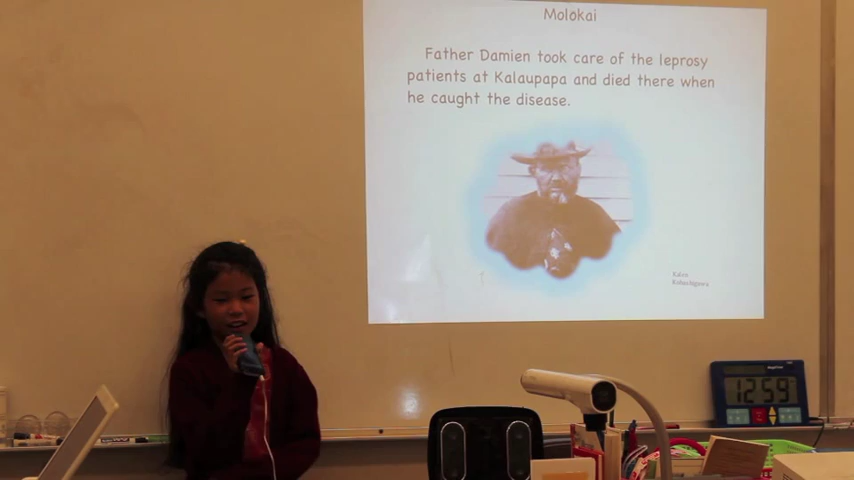 Molokai
Father Damien took care of the leprosy
patients at Kalaupapa and died there when
he caught the disease.
12 59